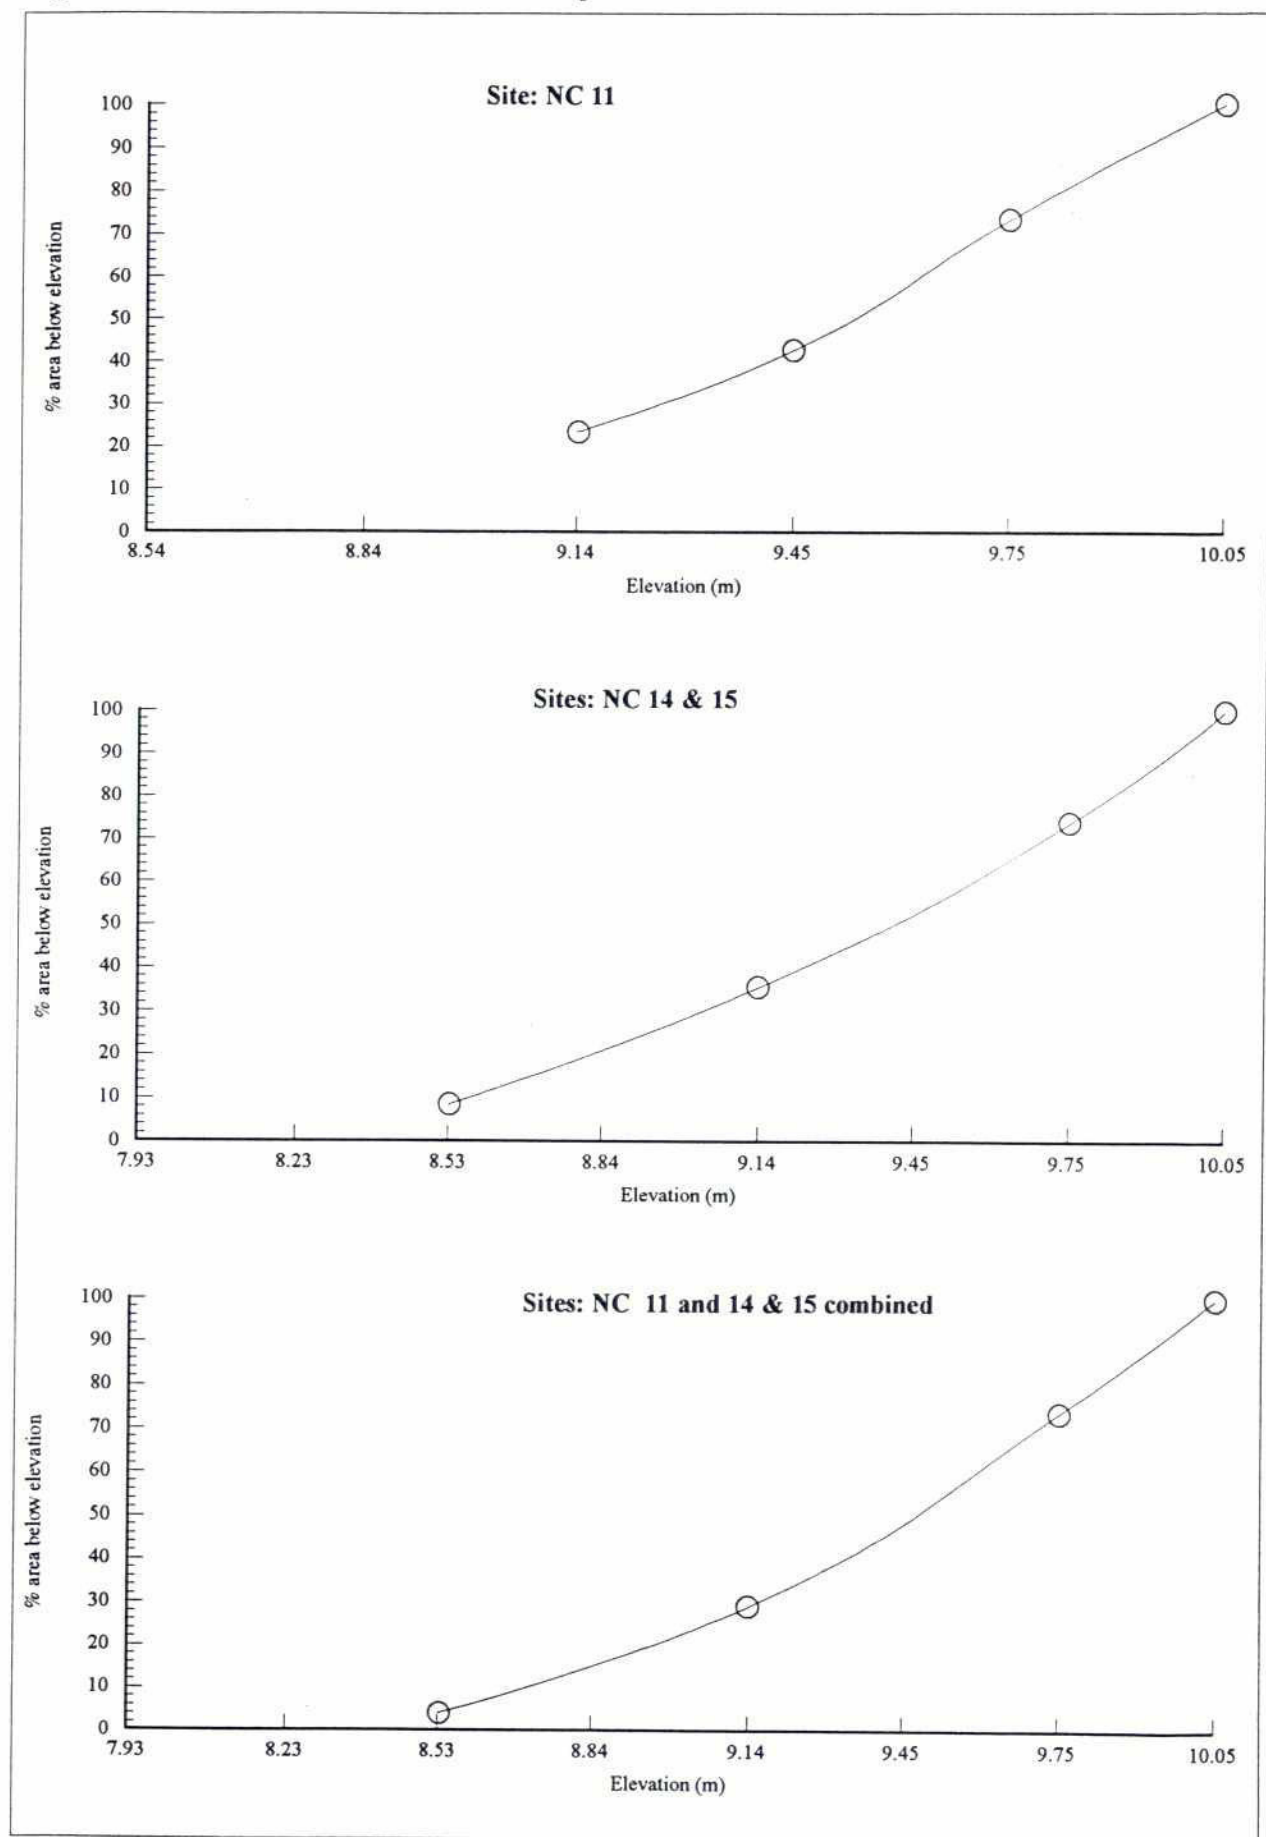 Site: NC 11
100
90
80
70
60
50
40
30
20
10
0
% area below elevation
8.54 8.84 9.14 9.45 9.75 10.05
Elevation (m)
Sites: NC 14 & 15
100
90
80
70
60
50
40
30
20
10
0
% area below elevation
7.93 8.23 8.53 8.84 9.14 9.45 9.75 10.05
Elevation (m)
Sites: NC 11 and 14 & 15 combined
100
90
80
70
60
50
40
30
20
10
0
% area below elevation
7.93 8.23 8.53 8.84 9.14 9.45 9.75 10.05
Elevation (m)